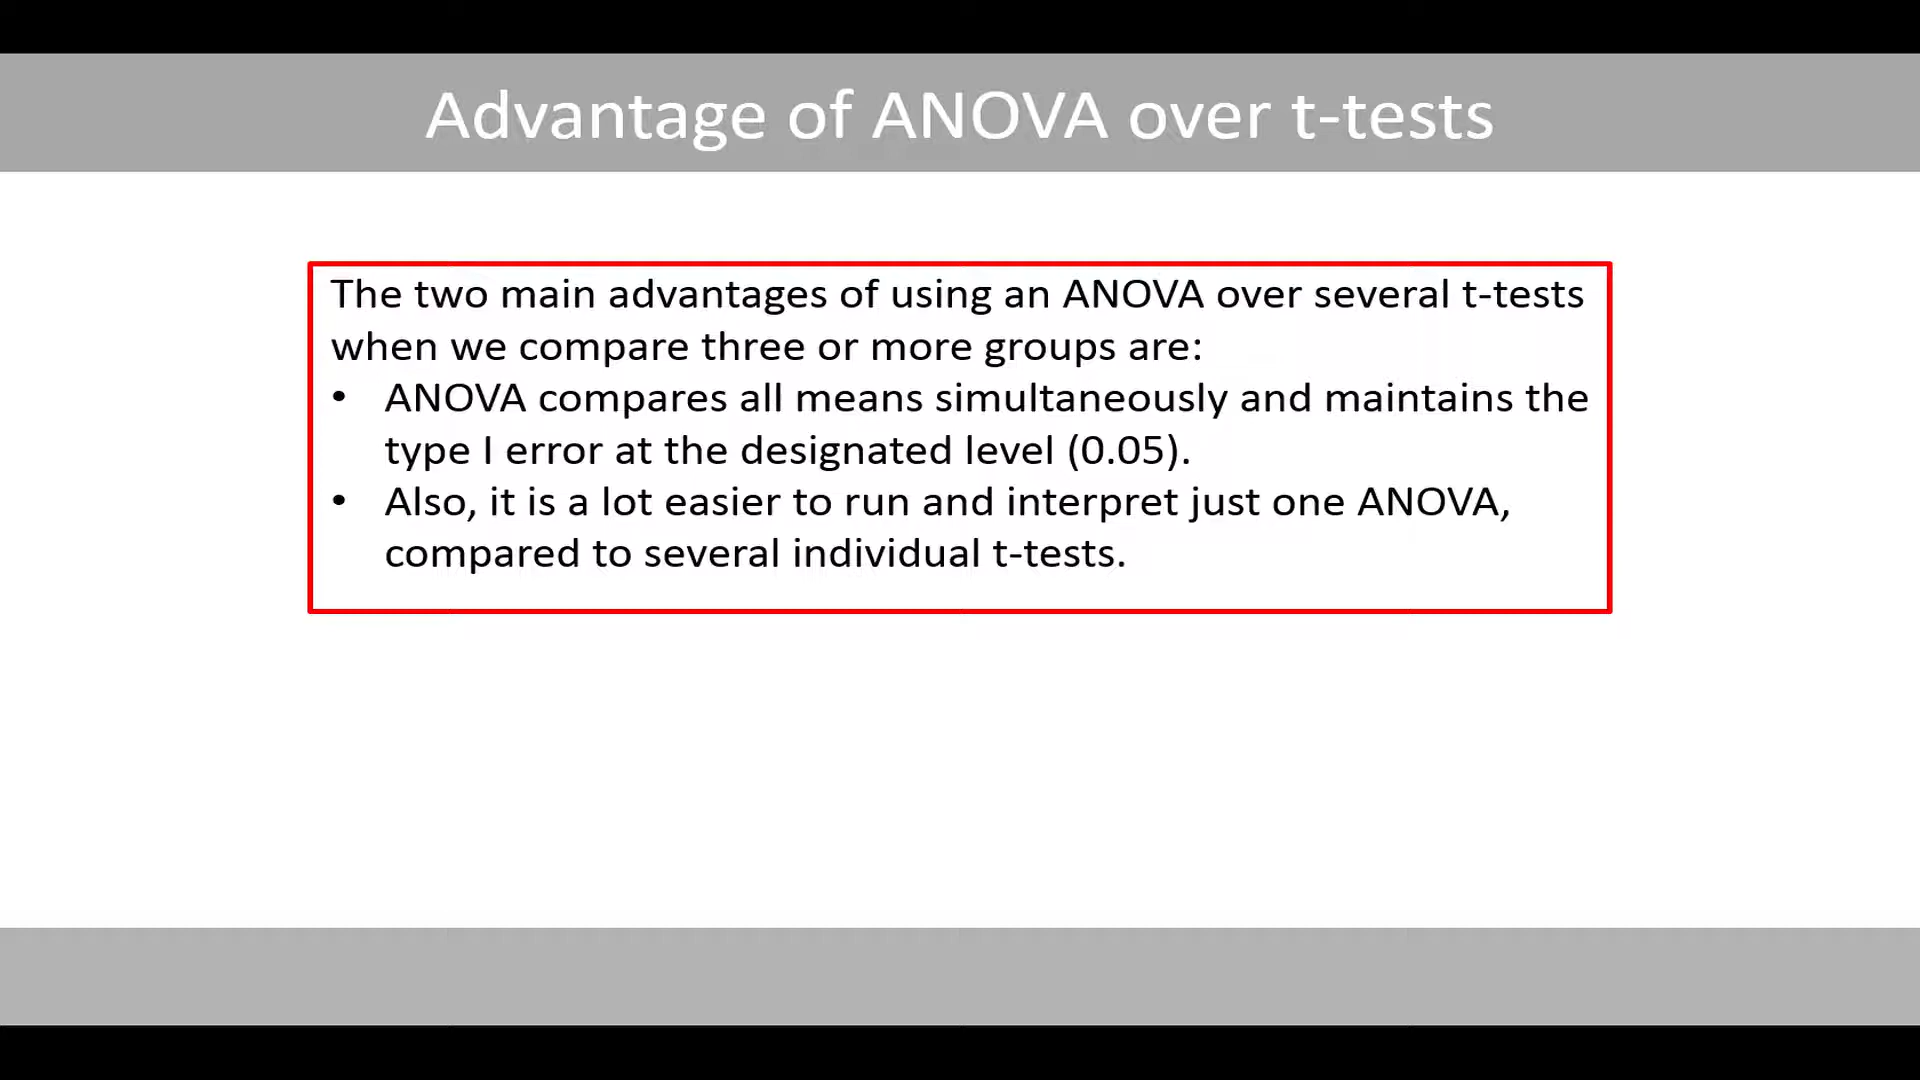 Advantage of ANOVA over t-tests
The two main advantages of using an ANOVA over several t-tests
when we compare three or more groups are:
• ANOVA compares all means simultaneously and maintains the
type I error at the designated level (0.05).
• Also, it is a lot easier to run and interpret just one ANOVA,
compared to several individual t-tests.